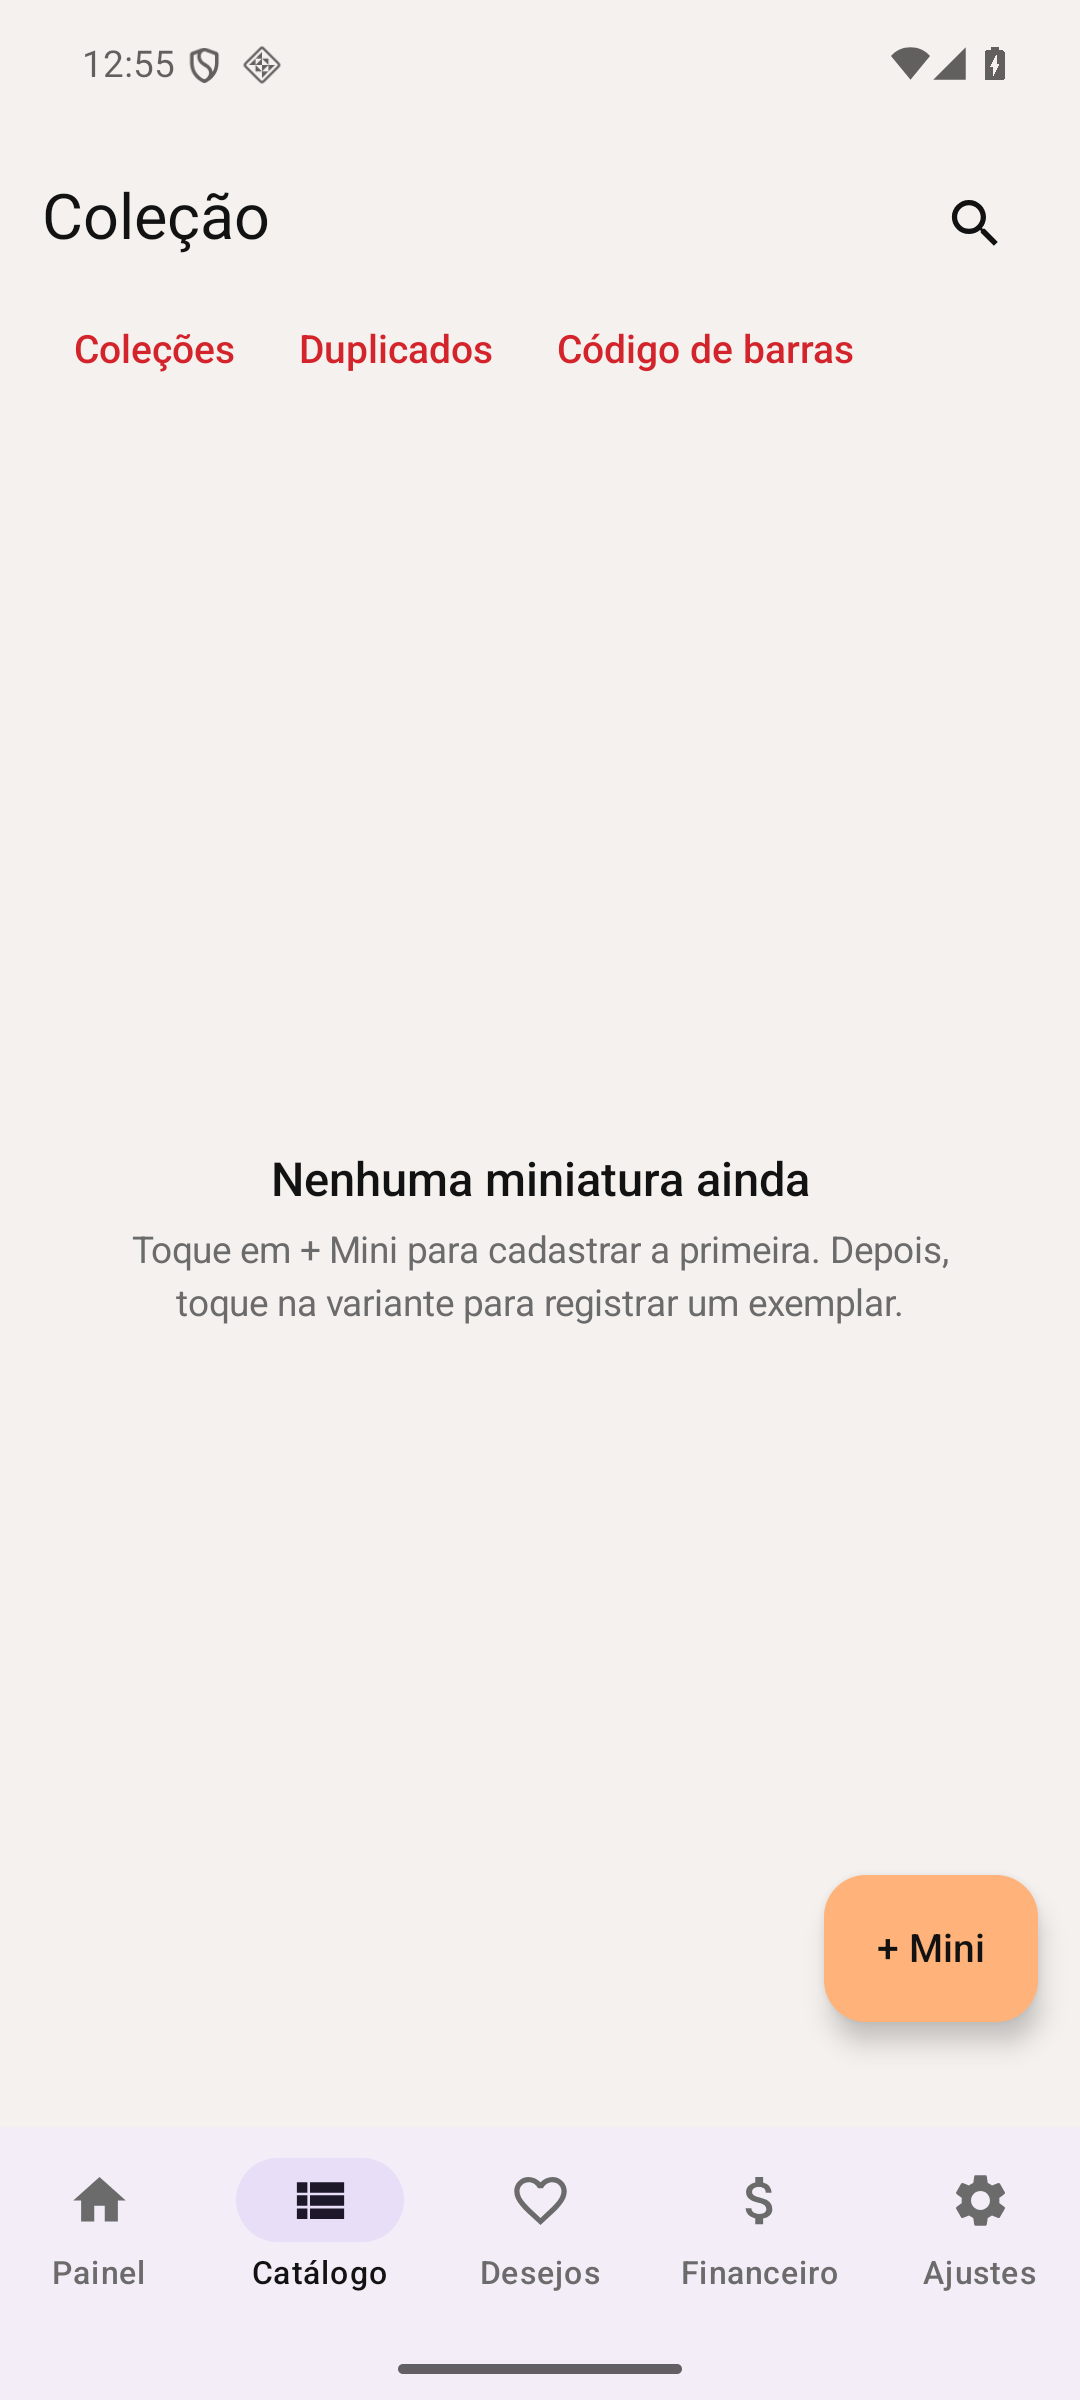 12:55
Coleção
Coleções Duplicados Código de barras
Nenhuma miniatura ainda
Toque em + Mini para cadastrar a primeira. Depois,
toque na variante para registrar um exemplar.
+ Mini
Painel Catálogo Desejos Financeiro Ajustes